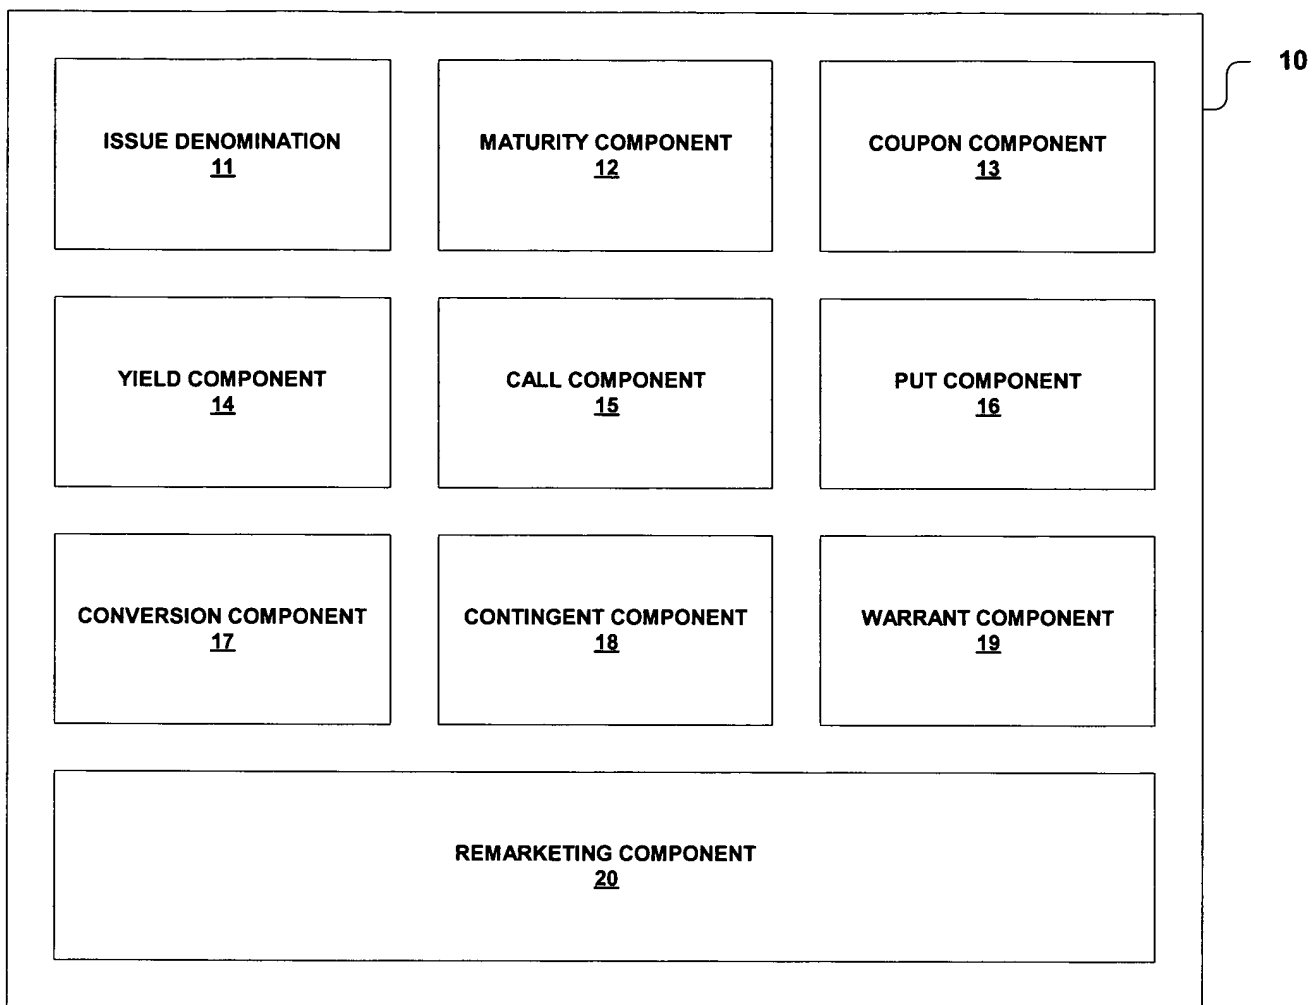 10
ISSUE DENOMINATION
11
MATURITY COMPONENT
12
COUPON COMPONENT
13
YIELD COMPONENT
14
CALL COMPONENT
15
PUT COMPONENT
16
CONVERSION COMPONENT
17
CONTINGENT COMPONENT
18
WARRANT COMPONENT
19
REMARKETING COMPONENT
20